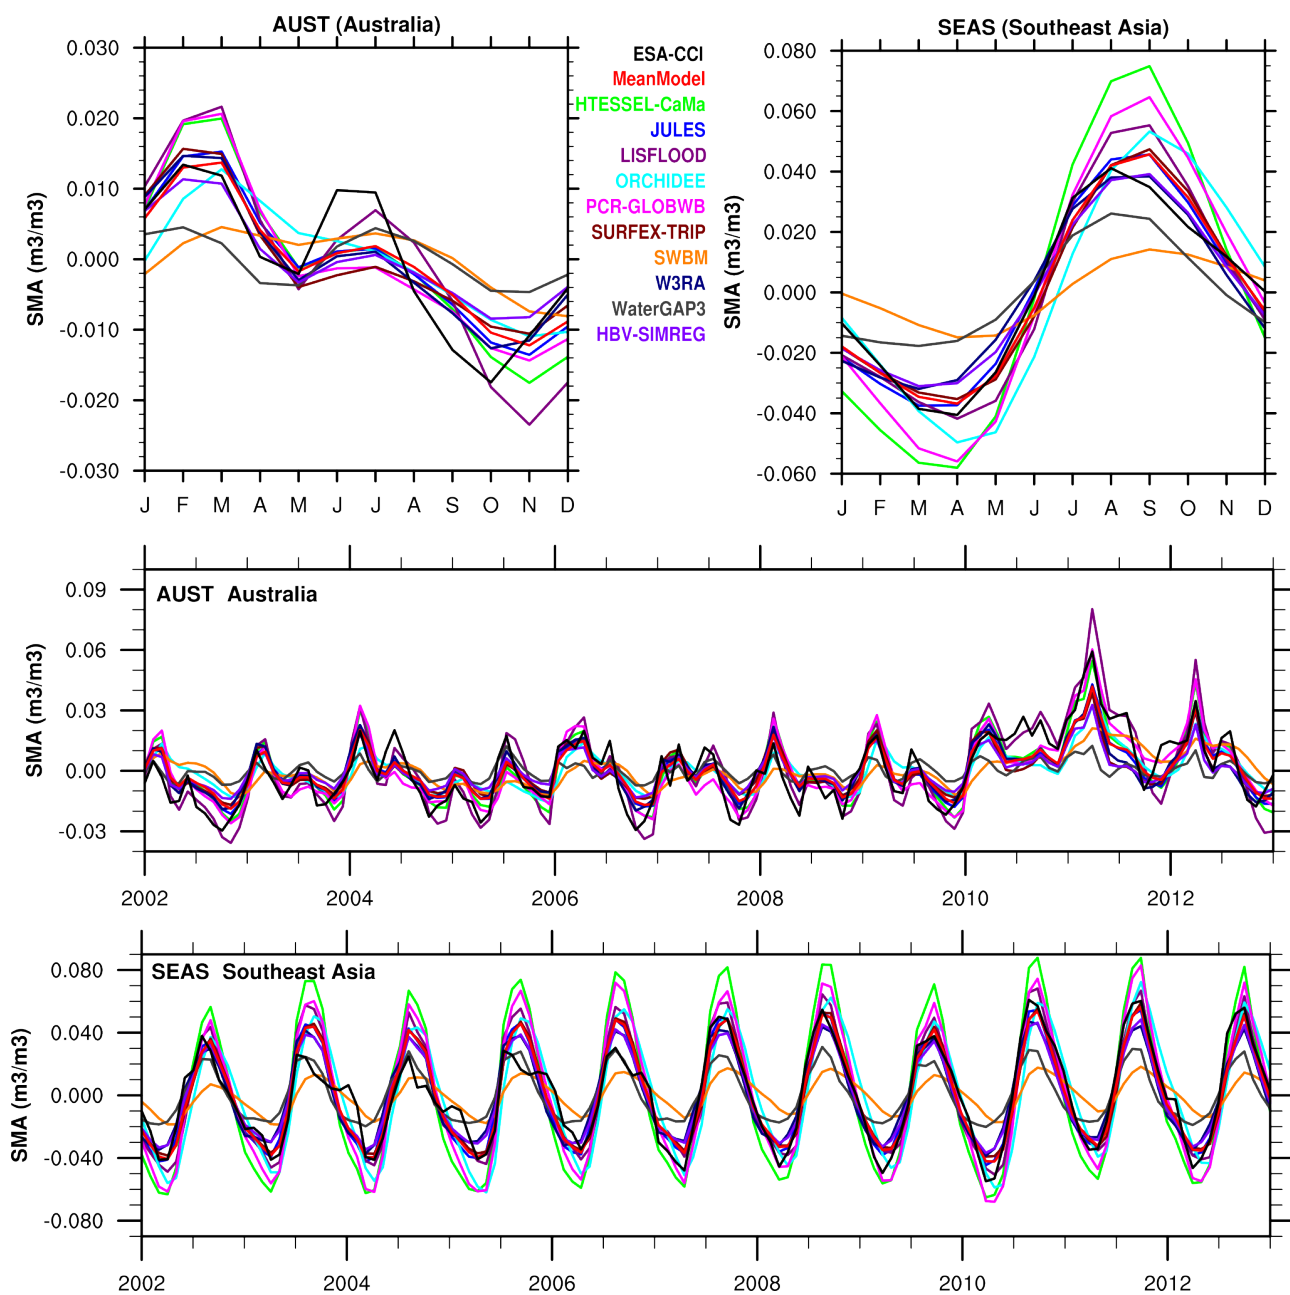 AUST (Australia)
SMA (m3/m3)
0.030
0.020
0.010
0.000
-0.010
-0.020
-0.030
J F M A M J J A S O N D
ESA-CCI
MeanModel
HTESSEL-CaMa
JULES
LISFLOOD
ORCHIDEE
PCR-GLOBWB
SURFEX-TRIP
SWBM
W3RA
WaterGAP3
HBV-SIMREG
SEAS (Southeast Asia)
SMA (m3/m3)
0.080
0.060
0.040
0.020
0.000
-0.020
-0.040
-0.060
J F M A M J J A S O N D
AUST Australia
SMA (m3/m3)
0.09
0.06
0.03
0.00
-0.03
2002 2004 2006 2008 2010 2012
SEAS Southeast Asia
SMA (m3/m3)
0.080
0.040
0.000
-0.040
-0.080
2002 2004 2006 2008 2010 2012